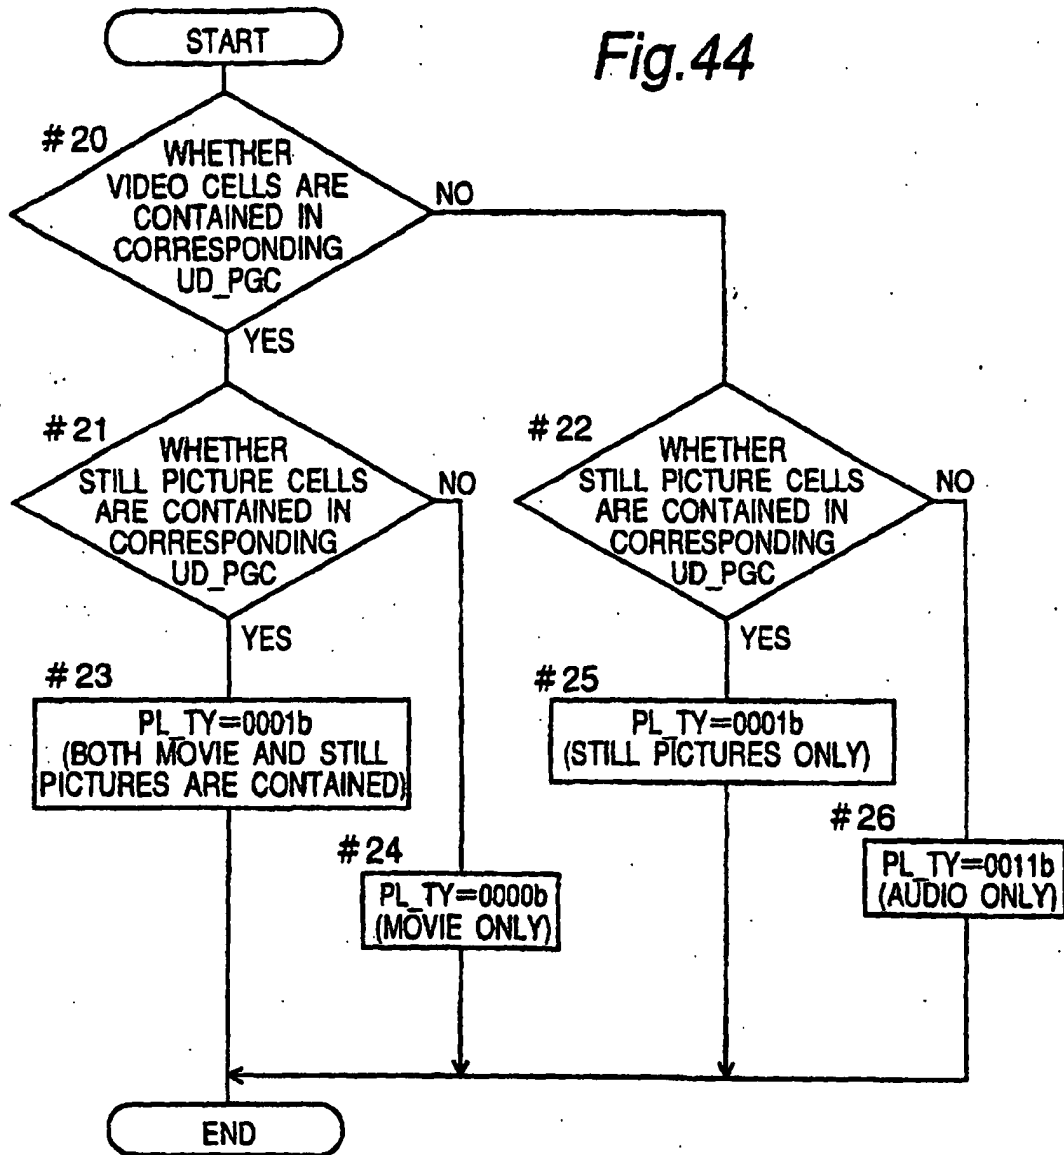 START
Fig.44
#20
WHETHER
VIDEO CELLS ARE
CONTAINED IN
CORRESPONDING
UD_PGC
NO
YES
#21
WHETHER
STILL PICTURE CELLS
ARE CONTAINED IN
CORRESPONDING
UD_PGC
NO
YES
#22
WHETHER
STILL PICTURE CELLS
ARE CONTAINED IN
CORRESPONDING
UD_PGC
NO
YES
#23
PL_TY=0001b
(BOTH MOVIE AND STILL
PICTURES ARE CONTAINED)
#25
PL_TY=0001b
(STILL PICTURES ONLY)
#24
PL_TY=0000b
(MOVIE ONLY)
#26
PL_TY=0011b
(AUDIO ONLY)
END